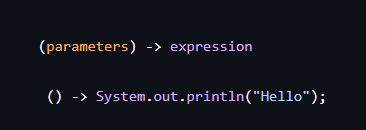 (parameters) -> expression
() -> System.out.println("Hello");